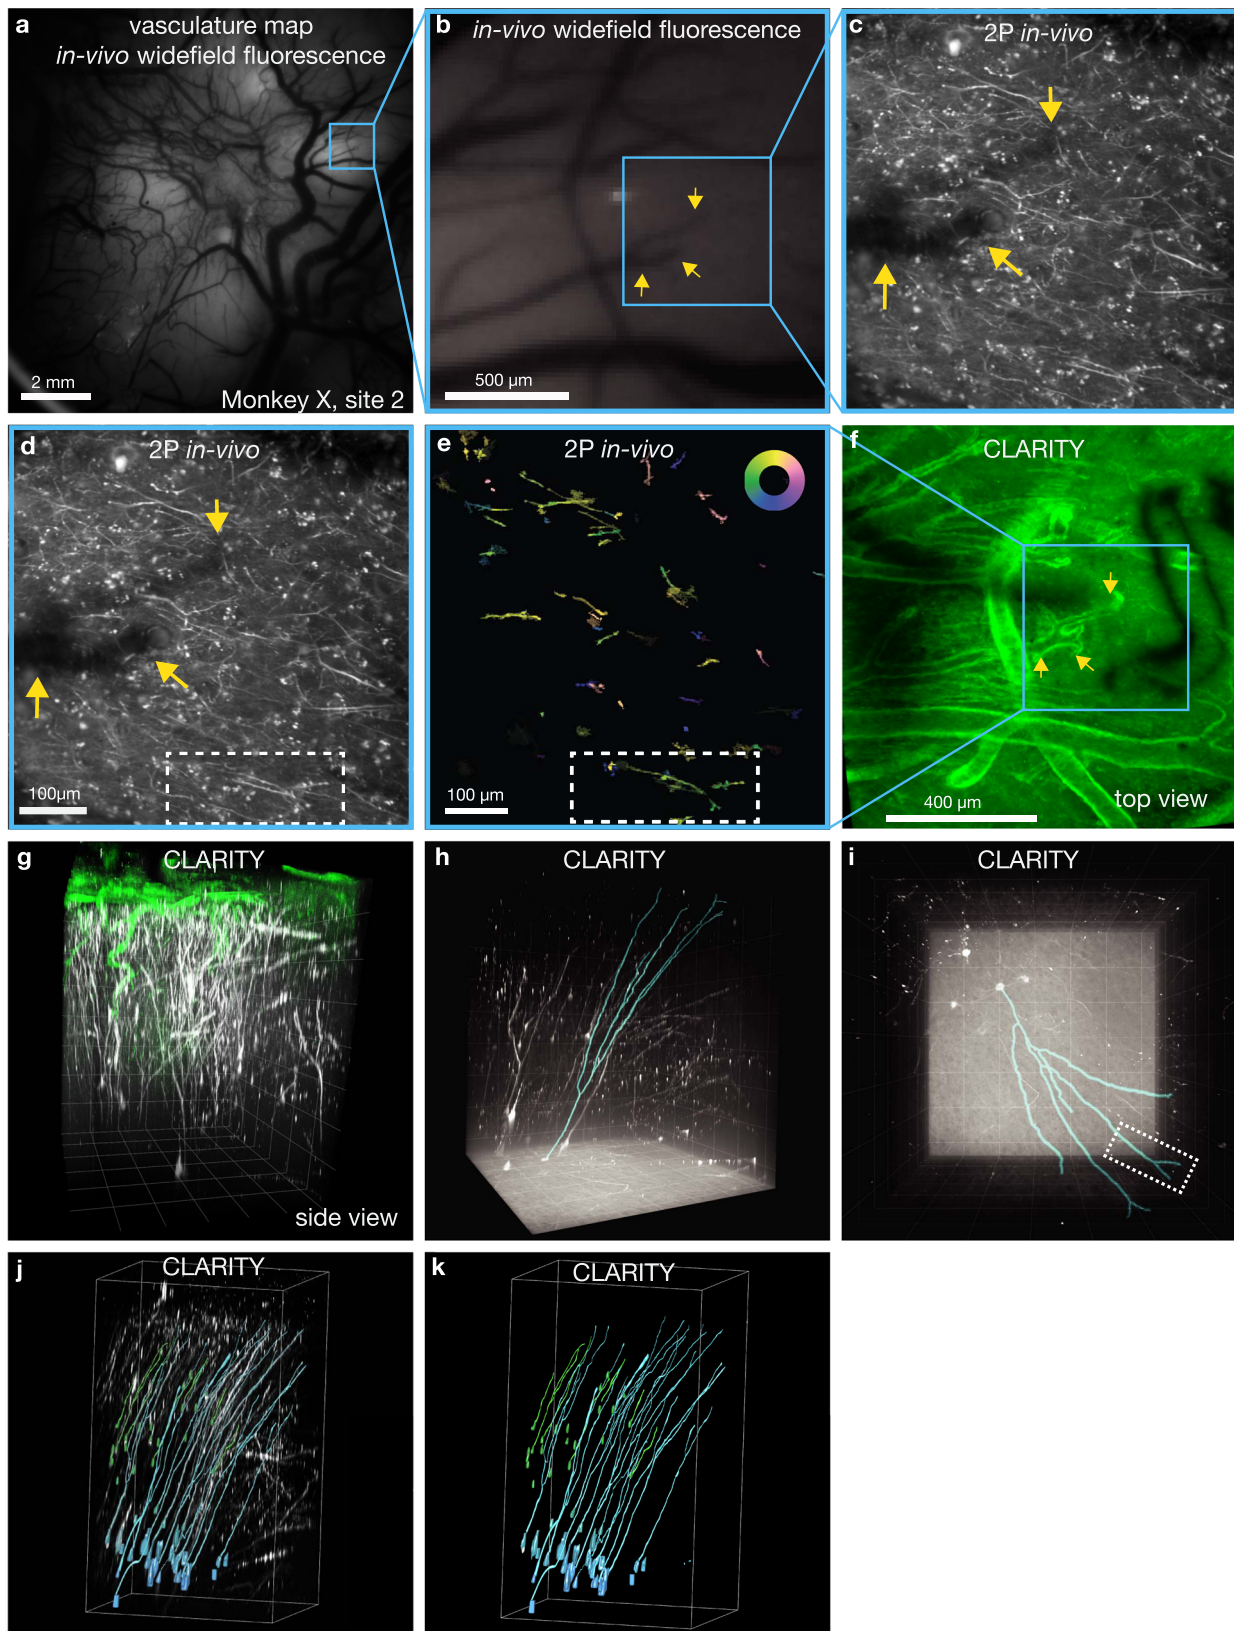 a
vasculature map
in-vivo widefield fluorescence
2 mm
Monkey X, site 2
b
in-vivo widefield fluorescence
500 µm
c
2P in-vivo
d
2P in-vivo
100µm
e
2P in-vivo
100 µm
f
CLARITY
400 µm
top view
g
CLARITY
side view
h
CLARITY
i
CLARITY
j
CLARITY
k
CLARITY